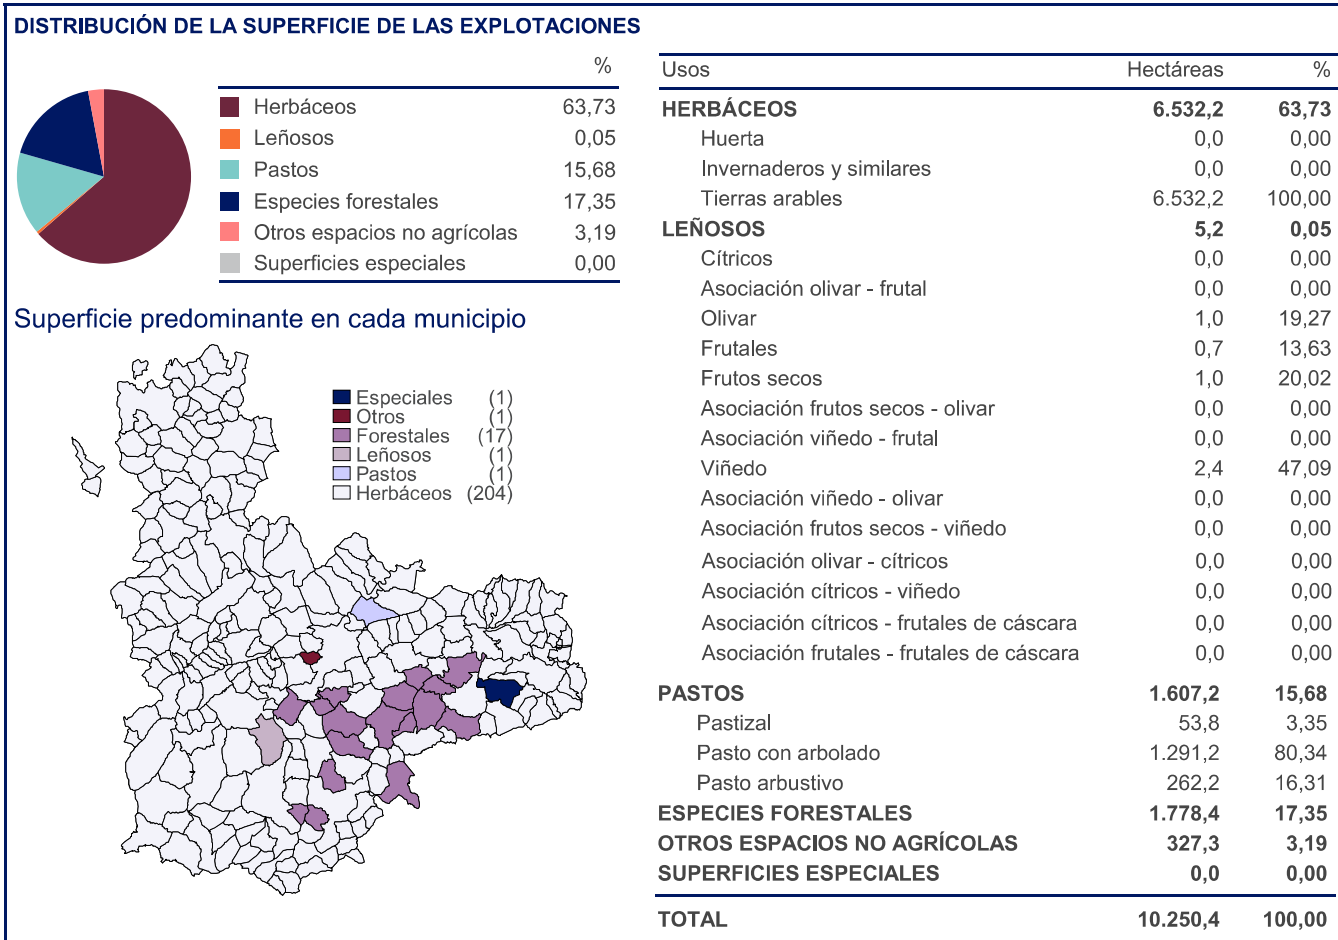 DISTRIBUCIÓN DE LA SUPERFICIE DE LAS EXPLOTACIONES
%
Herbáceos 63,73
Leñosos 0,05
Pastos 15,68
Especies forestales 17,35
Otros espacios no agrícolas 3,19
Superficies especiales 0,00
Superficie predominante en cada municipio
Especiales (1)
Otros (1)
Forestales (17)
Leñosos (1)
Pastos (1)
Herbáceos (204)
Usos Hectáreas %
HERBÁCEOS 6.532,2 63,73
Huerta 0,0 0,00
Invernaderos y similares 0,0 0,00
Tierras arables 6.532,2 100,00
LEÑOSOS 5,2 0,05
Cítricos 0,0 0,00
Asociación olivar - frutal 0,0 0,00
Olivar 1,0 19,27
Frutales 0,7 13,63
Frutos secos 1,0 20,02
Asociación frutos secos - olivar 0,0 0,00
Asociación viñedo - frutal 0,0 0,00
Viñedo 2,4 47,09
Asociación viñedo - olivar 0,0 0,00
Asociación frutos secos - viñedo 0,0 0,00
Asociación olivar - cítricos 0,0 0,00
Asociación cítricos - viñedo 0,0 0,00
Asociación cítricos - frutales de cáscara 0,0 0,00
Asociación frutales - frutales de cáscara 0,0 0,00
PASTOS 1.607,2 15,68
Pastizal 53,8 3,35
Pasto con arbolado 1.291,2 80,34
Pasto arbustivo 262,2 16,31
ESPECIES FORESTALES 1.778,4 17,35
OTROS ESPACIOS NO AGRÍCOLAS 327,3 3,19
SUPERFICIES ESPECIALES 0,0 0,00
TOTAL 10.250,4 100,00